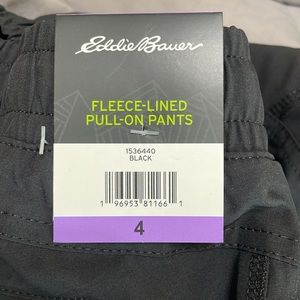 Eddie Bauer
FLEECE-LINED
PULL-ON PANTS
1536440
BLACK
1 96953 81166 1
4